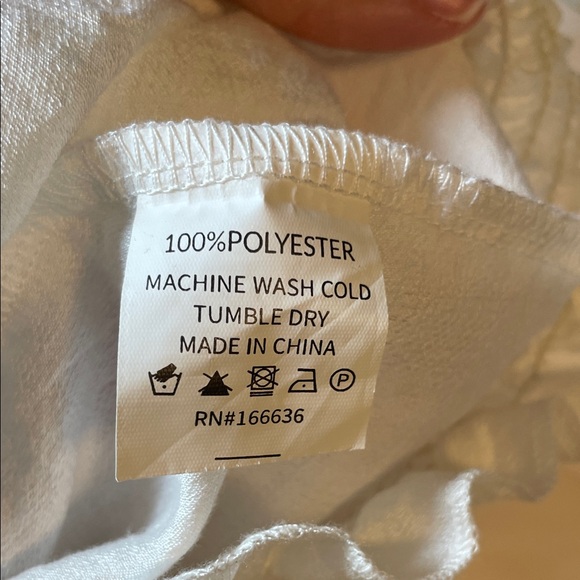 100%POLYESTER
MACHINE WASH COLD
TUMBLE DRY
MADE IN CHINA
P
RN#166636